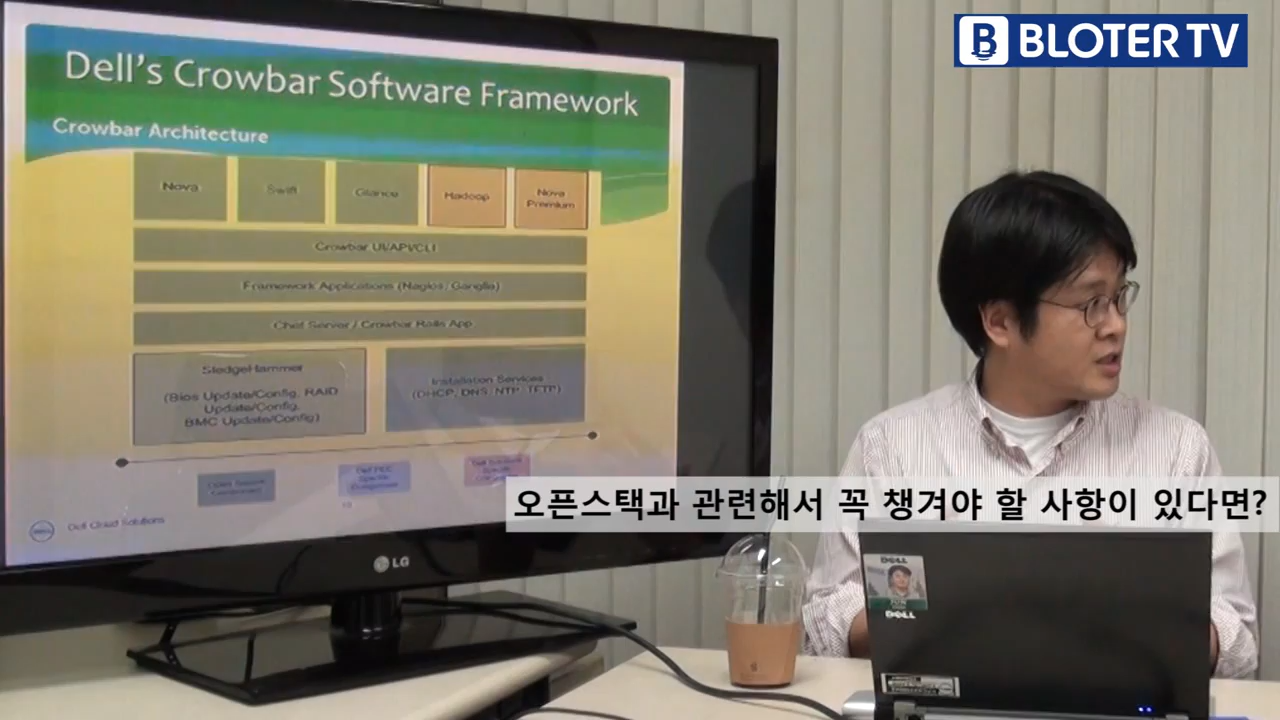 BLOTER TV
Dell's Crowbar Software Framework
Crowbar Architecture
Nova
Swift
Glance
Hadoop
Nova
Premium
Crowbar UI/API/CLI
Framework Applications (Nagios, Ganglia)
Chef Server / Crowbar Rails App
SledgeHammer
(Bios Update/Config, RAID
Update/Config,
BMC Update/Config)
Installation Services
(DHCP, DNS, NTP, TFTP)
Dell Cloud Solutions
오픈스택과 관련해서 꼭 챙겨야 할 사항이 있다면?
LG
DELL
DELL